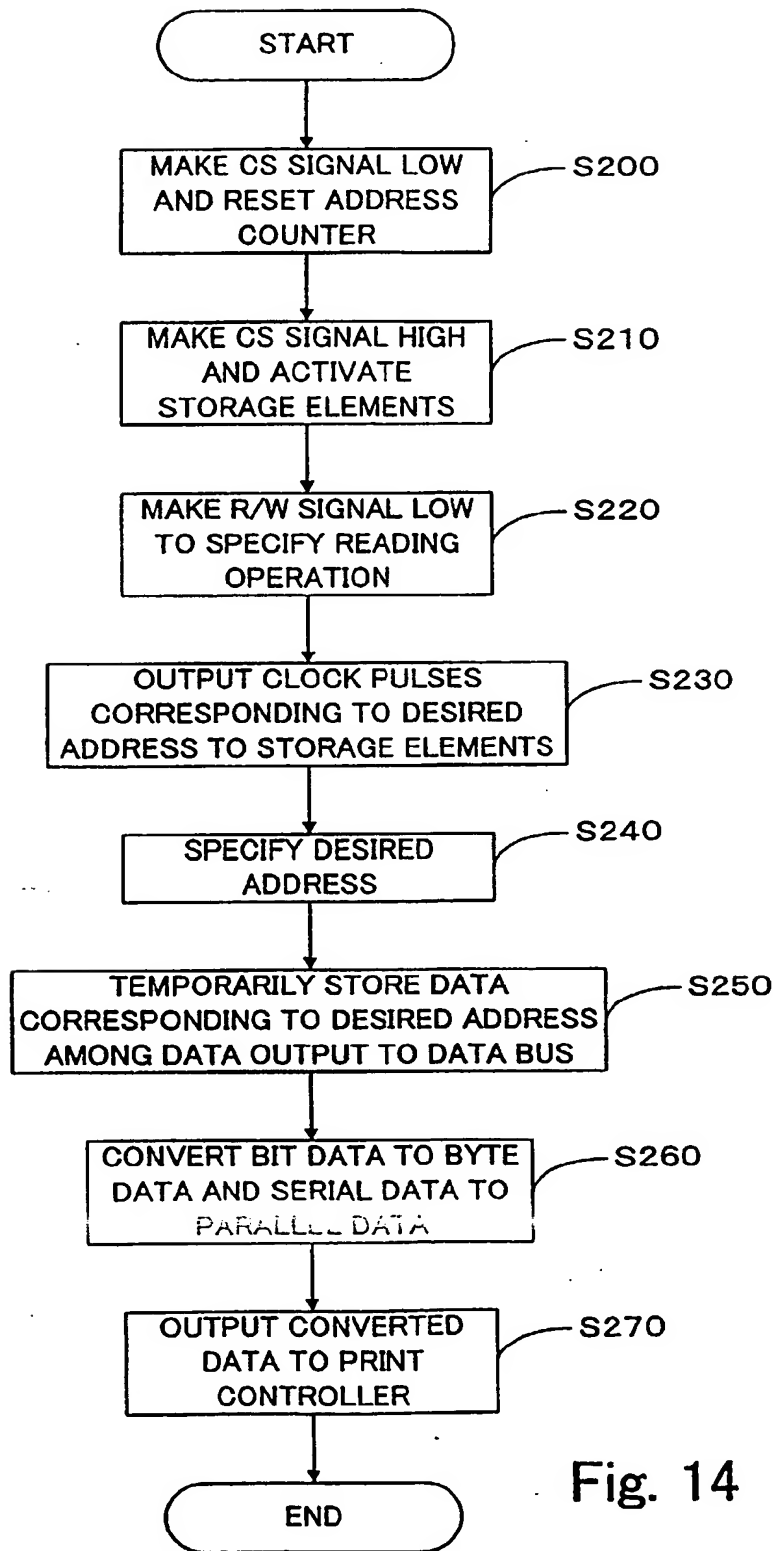 START
MAKE CS SIGNAL LOW
AND RESET ADDRESS
COUNTER
S200
MAKE CS SIGNAL HIGH
AND ACTIVATE
STORAGE ELEMENTS
S210
MAKE R/W SIGNAL LOW
TO SPECIFY READING
OPERATION
S220
OUTPUT CLOCK PULSES
CORRESPONDING TO DESIRED
ADDRESS TO STORAGE ELEMENTS
S230
SPECIFY DESIRED
ADDRESS
S240
TEMPORARILY STORE DATA
CORRESPONDING TO DESIRED ADDRESS
AMONG DATA OUTPUT TO DATA BUS
S250
CONVERT BIT DATA TO BYTE
DATA AND SERIAL DATA TO
PARALLEL DATA
S260
OUTPUT CONVERTED
DATA TO PRINT
CONTROLLER
S270
END
Fig. 14